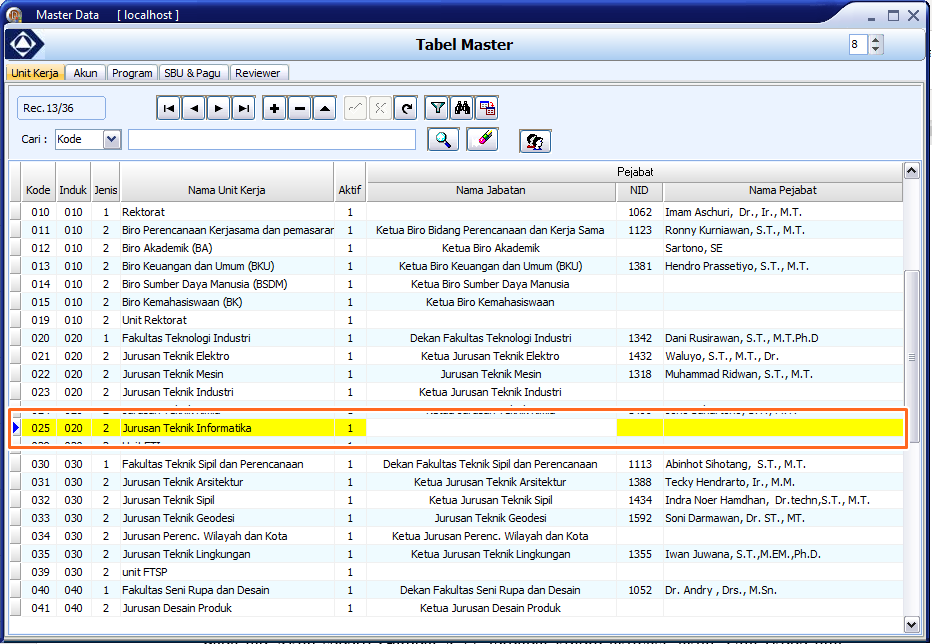 Master Data [ localhost ]
Tabel Master
8
Unit Kerja Akun Program SBU & Pagu Reviewer
Rec. 13/36
Cari : Kode
Pejabat
Kode Induk Jenis Nama Unit Kerja Aktif Nama Jabatan NID Nama Pejabat
010 010 1 Rektorat 1 1062 Imam Aschuri, Dr., Ir., M.T.
011 010 2 Biro Perencanaan Kerjasama dan pemasarar 1 Ketua Biro Bidang Perencanaan dan Kerja Sama 1123 Ronny Kurniawan, S.T., M.T.
012 010 2 Biro Akademik (BA) 1 Ketua Biro Akademik Sartono, SE
013 010 2 Biro Keuangan dan Umum (BKU) 1 Ketua Biro Keuangan dan Umum (BKU) 1381 Hendro Prassetiyo, S.T., M.T.
014 010 2 Biro Sumber Daya Manusia (BSDM) 1 Ketua Biro Sumber Daya Manusia
015 010 2 Biro Kemahasiswaan (BK) 1 Ketua Biro Kemahasiswaan
019 010 2 Unit Rektorat 1
020 020 1 Fakultas Teknologi Industri 1 Dekan Fakultas Teknologi Industri 1342 Dani Rusirawan, S.T., M.T.Ph.D
021 020 2 Jurusan Teknik Elektro 1 Ketua Jurusan Teknik Elektro 1432 Waluyo, S.T., M.T., Dr.
022 020 2 Jurusan Teknik Mesin 1 Jurusan Teknik Mesin 1318 Muhammad Ridwan, S.T., M.T.
023 020 2 Jurusan Teknik Industri 1 Ketua Jurusan Teknik Industri
025 020 2 Jurusan Teknik Informatika 1
030 030 1 Fakultas Teknik Sipil dan Perencanaan 1 Dekan Fakultas Teknik Sipil dan Perencanaan 1113 Abinhot Sihotang, S.T., M.T.
031 030 2 Jurusan Teknik Arsitektur 1 Ketua Jurusan Teknik Arsitektur 1388 Tecky Hendrarto, Ir., M.M.
032 030 2 Jurusan Teknik Sipil 1 Ketua Jurusan Teknik Sipil 1434 Indra Noer Hamdhan, Dr.techn,S.T., M.T.
033 030 2 Jurusan Teknik Geodesi 1 Jurusan Teknik Geodesi 1592 Soni Darmawan, Dr. ST., MT.
034 030 2 Jurusan Perenc. Wilayah dan Kota 1 Ketua Jurusan Perenc. Wilayah dan Kota
035 030 2 Jurusan Teknik Lingkungan 1 Ketua Jurusan Teknik Lingkungan 1355 Iwan Juwana, S.T.,M.EM.,Ph.D.
039 030 2 unit FTSP 1
040 040 1 Fakultas Seni Rupa dan Desain 1 Dekan Fakultas Seni Rupa dan Desain 1052 Dr. Andry , Drs., M.Sn.
041 040 2 Jurusan Desain Produk 1 Ketua Jurusan Desain Produk